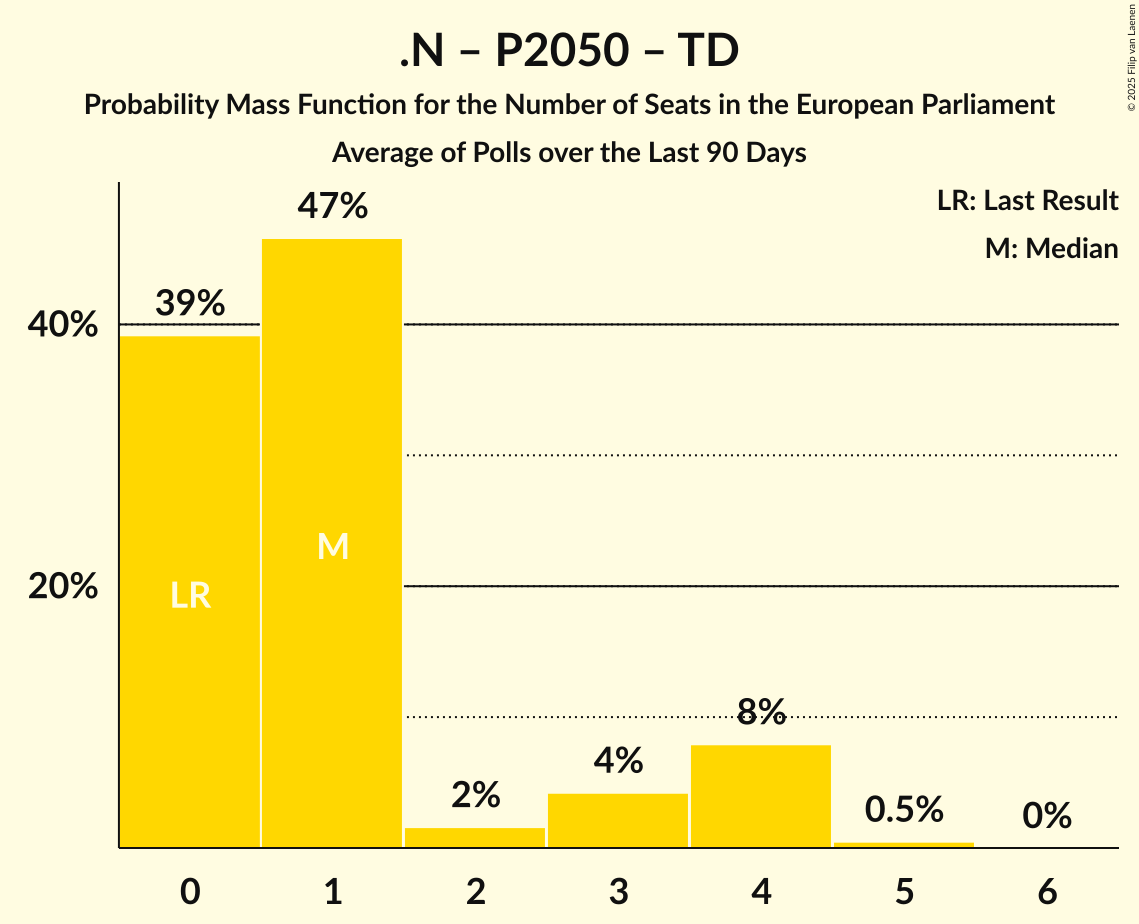 .N – P2050 – TD
Probability Mass Function for the Number of Seats in the European Parliament
Average of Polls over the Last 90 Days
© 2025 Filip van Laenen
LR: Last Result
M: Median
47%
39%
40%
M
LR
20%
8%
4%
2%
0.5%
0%
0 1 2 3 4 5 6